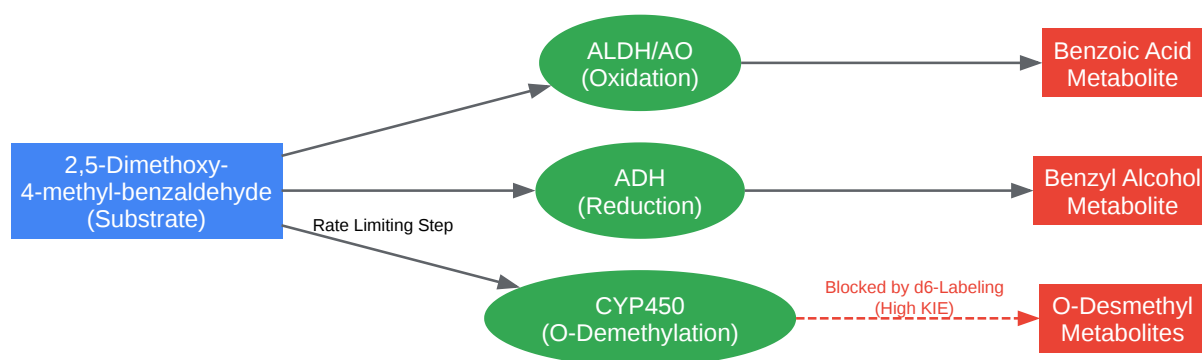 ALDH/AO
(Oxidation)
Benzoic Acid
Metabolite
2,5-Dimethoxy-
4-methyl-benzaldehyde
(Substrate)
ADH
(Reduction)
Benzyl Alcohol
Metabolite
Rate Limiting Step
CYP450
(O-Demethylation)
Blocked by d6-Labeling
(High KIE)
O-Desmethyl
Metabolites